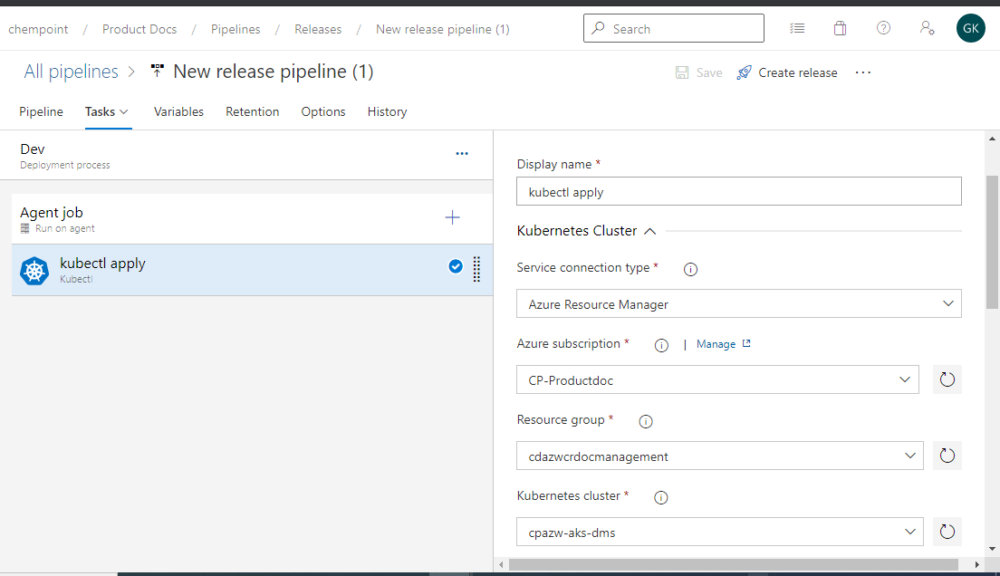 chempoint / Product Docs / Pipelines / Releases / New release pipeline (1)
Search
GK
All pipelines > New release pipeline (1)
Save
Create release
...
Pipeline
Tasks
Variables
Retention
Options
History
Dev
...
Deployment process
Agent job
Run on agent
kubectl apply
Kubectl
Display name *
kubectl apply
Kubernetes Cluster
Service connection type *
Azure Resource Manager
Azure subscription * | Manage
CP-Productdoc
Resource group *
cdazwcrdocmanagement
Kubernetes cluster *
cpazw-aks-dms